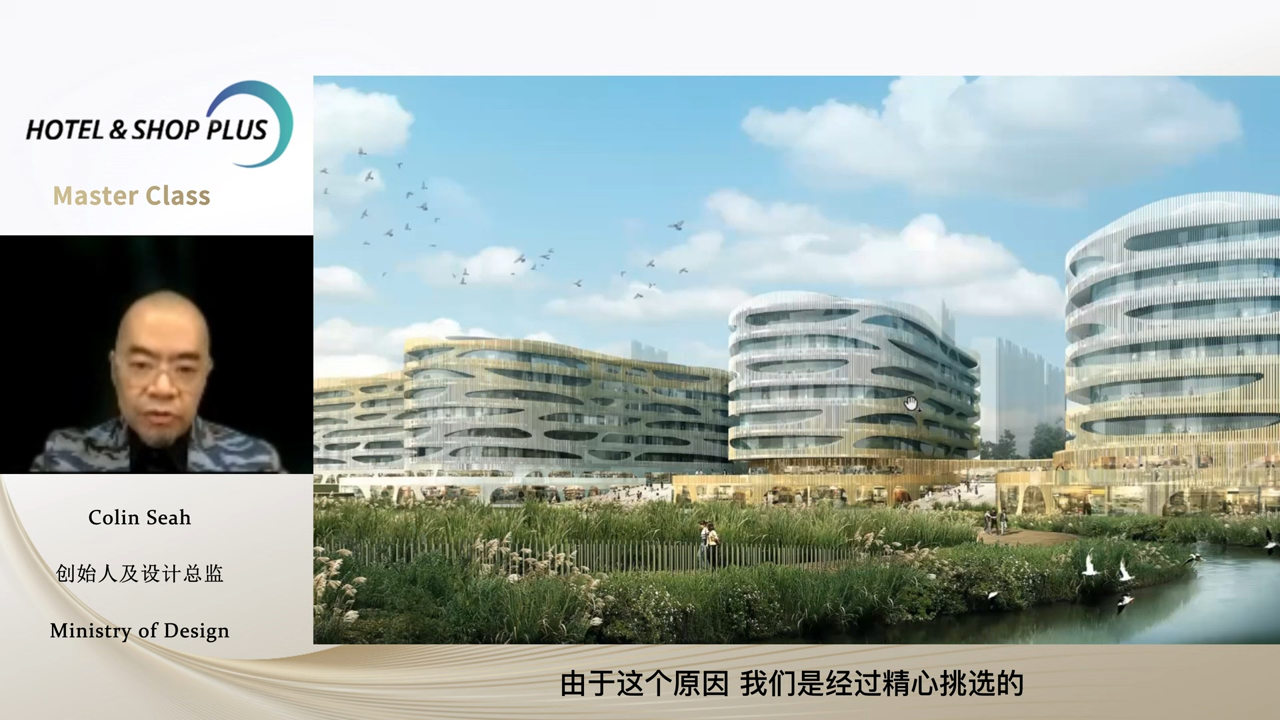 HOTEL & SHOP PLUS
Master Class
Colin Seah
创始人及设计总监
Ministry of Design
由于这个原因 我们是经过精心挑选的